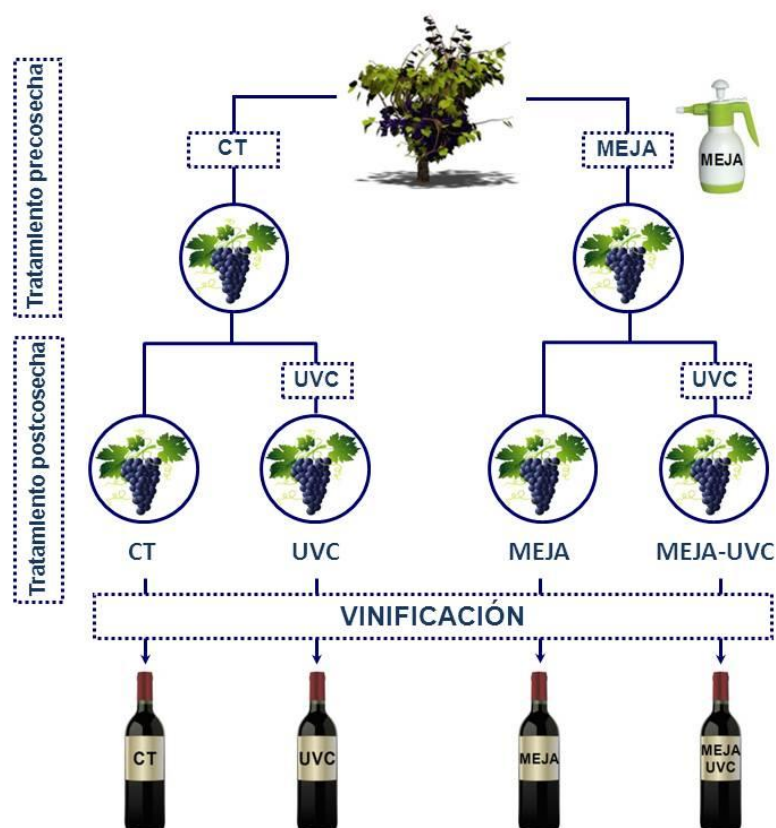 Tratamiento precosecha
CT
MEJA
MEJA
UVC
UVC
Tratamiento postcosecha
CT
UVC
MEJA
MEJA-UVC
VINIFICACIÓN
CT
UVC
MEJA
MEJA
UVC